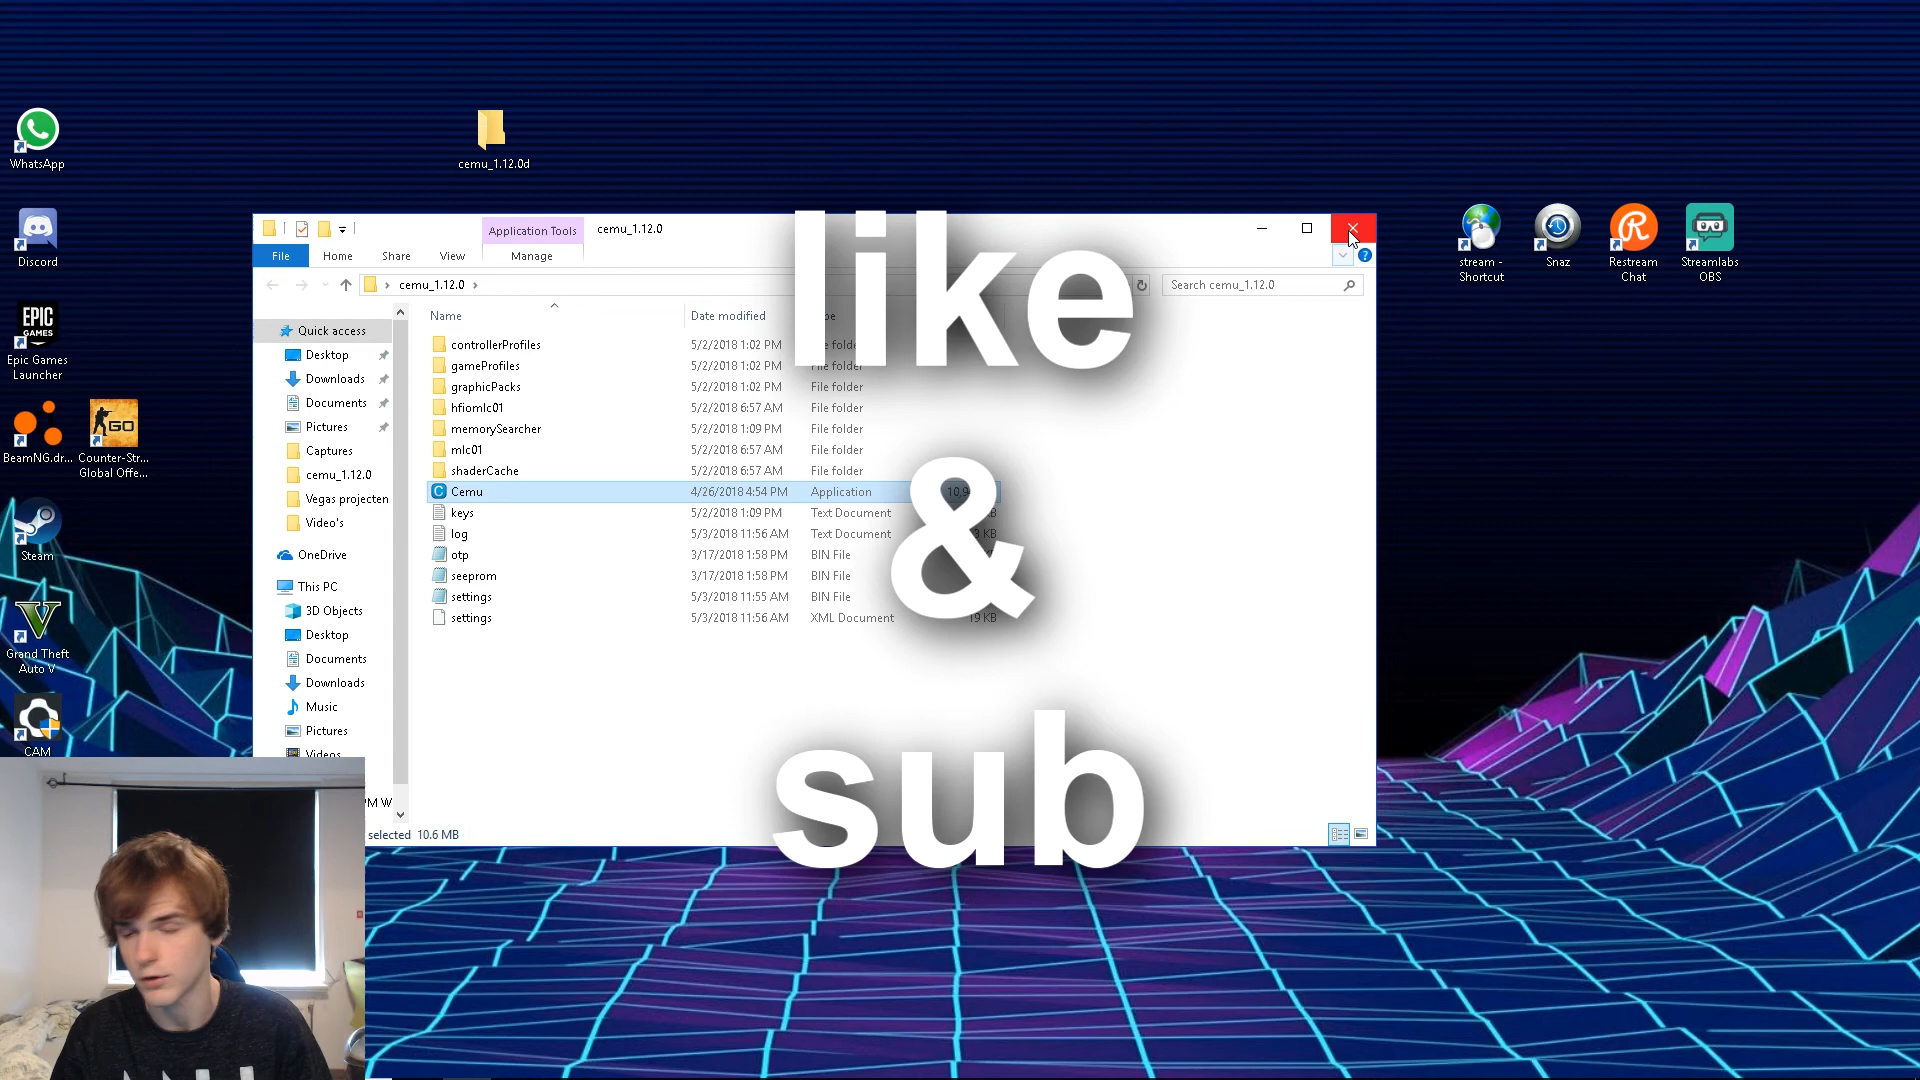 WhatsApp
cemu_1.12.0d
Discord
Application Tools
cemu_1.12.0
File
Home
Share
View
Manage
cemu_1.12.0
Search cemu_1.12.0
stream -
Shortcut
Snaz
Restream
Chat
Streamlabs
OBS
EPIC
GAMES
Epic Games
Launcher
Quick access
Desktop
Downloads
Documents
Pictures
Captures
cemu_1.12.0
Vegas projecten
Video's
OneDrive
This PC
3D Objects
Desktop
Documents
Downloads
Music
Pictures
Videos
Name Date modified
controllerProfiles 5/2/2018 1:02 PM
gameProfiles 5/2/2018 1:02 PM File folder
graphicPacks 5/2/2018 1:02 PM File folder
hfiomlc01 5/2/2018 6:57 AM File folder
memorySearcher 5/2/2018 1:09 PM File folder
mlc01 5/2/2018 6:57 AM File folder
shaderCache 5/2/2018 6:57 AM File folder
Cemu 4/26/2018 4:54 PM Application
keys 5/2/2018 1:09 PM Text Document
log 5/3/2018 11:56 AM Text Document KB
otp 3/17/2018 1:58 PM BIN File
seeprom 3/17/2018 1:58 PM BIN File
settings 5/3/2018 11:55 AM BIN File
settings 5/3/2018 11:56 AM XML Document 19 KB
like
&
sub
BeamNG.dr...
GO
Counter-Str...
Global Offe...
Steam
Grand Theft
Auto V
CAM
selected 10.6 MB